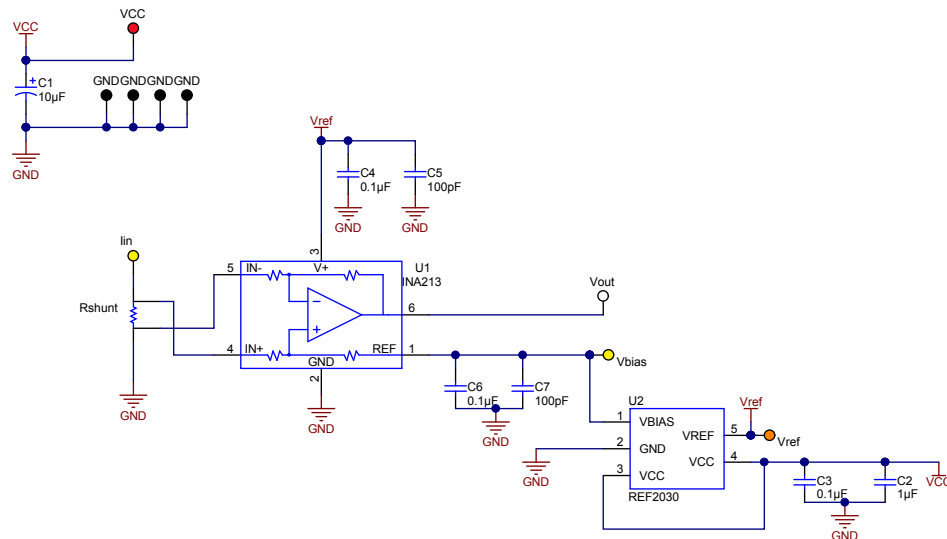 VCC
VCC
+
C1
10µF
GND GND GND GND
GND
Vref
C4
0.1µF
C5
100pF
GND
GND
Iin
Rshunt
GND
3
5
IN-
V+
U1
INA213
6
Vout
4
IN+
REF
1
GND
2
GND
Vbias
C6
0.1µF
C7
100pF
GND
U2
1
VBIAS
2
GND
3
VCC
VREF
5
VCC
4
REF2030
GND
Vref
Vref
C3
0.1µF
C2
1µF
VCC
GND